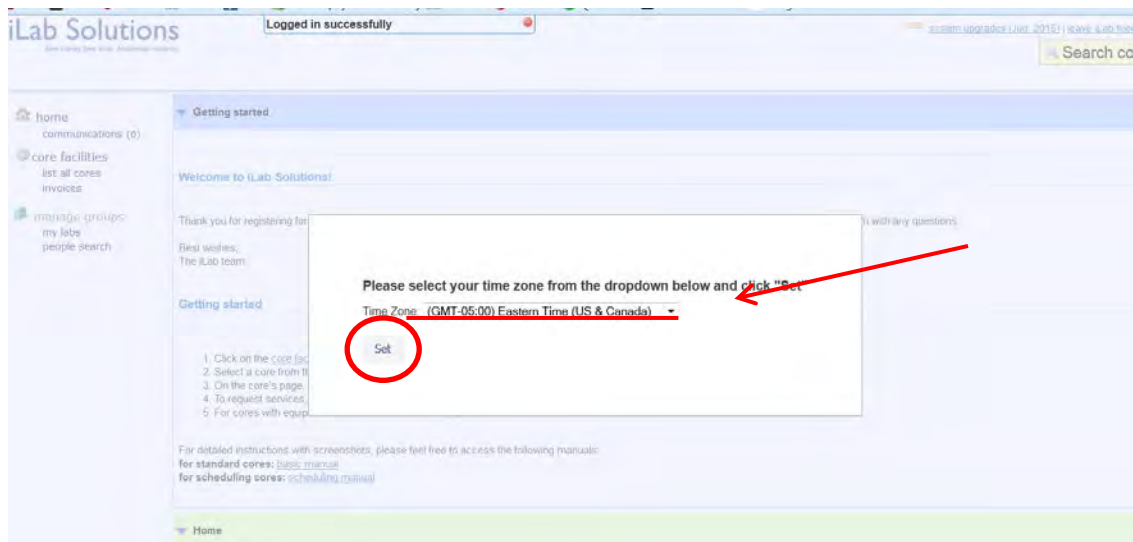 iLab Solutions
Logged in successfully
system upgrades (Jan 2015) | leave iLab
Search co
home
communications (0)
core facilities
list all cores
invoices
manage groups
my labs
people search
Getting started
Welcome to iLab Solutions!
Thank you for registering for
with any questions.
Best wishes,
The iLab team
Please select your time zone from the dropdown below and click "Set"
Time Zone: (GMT-05:00) Eastern Time (US & Canada)
Set
Getting started
1. Click on the core fac
2. Select a core from th
3. On the core's page,
4. To request services,
5. For cores with equip
For detailed instructions with screenshots, please feel free to access the following manuals:
for standard cores: basic manual
for scheduling cores: scheduling manual
Home